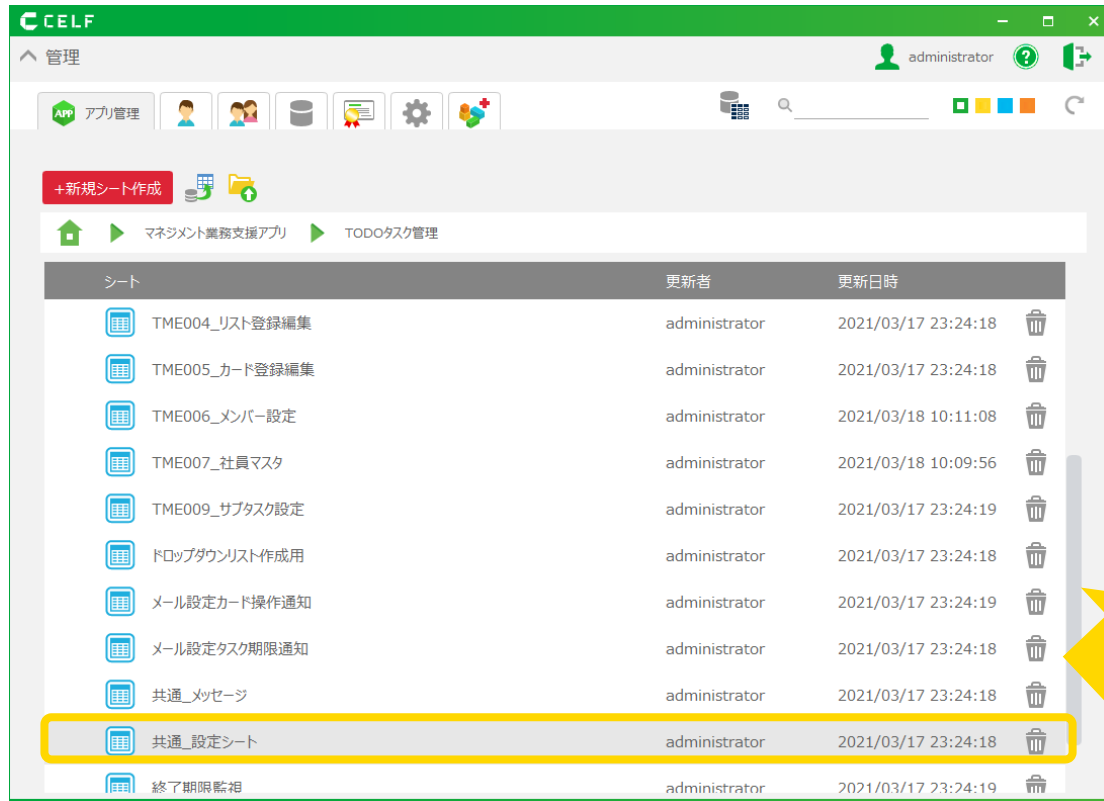 CELF
管理 administrator
APP アプリ管理
+新規シート作成
マネジメント業務支援アプリ TODOタスク管理
シート 更新者 更新日時
TME004_リスト登録編集 administrator 2021/03/17 23:24:18
TME005_カード登録編集 administrator 2021/03/17 23:24:18
TME006_メンバー設定 administrator 2021/03/18 10:11:08
TME007_社員マスタ administrator 2021/03/18 10:09:56
TME009_サブタスク設定 administrator 2021/03/17 23:24:19
ドロップダウンリスト作成用 administrator 2021/03/17 23:24:18
メール設定カード操作通知 administrator 2021/03/17 23:24:19
メール設定タスク期限通知 administrator 2021/03/17 23:24:18
共通_メッセージ administrator 2021/03/17 23:24:18
共通_設定シート administrator 2021/03/17 23:24:18
終了期限監視 administrator 2021/03/17 23:24:19